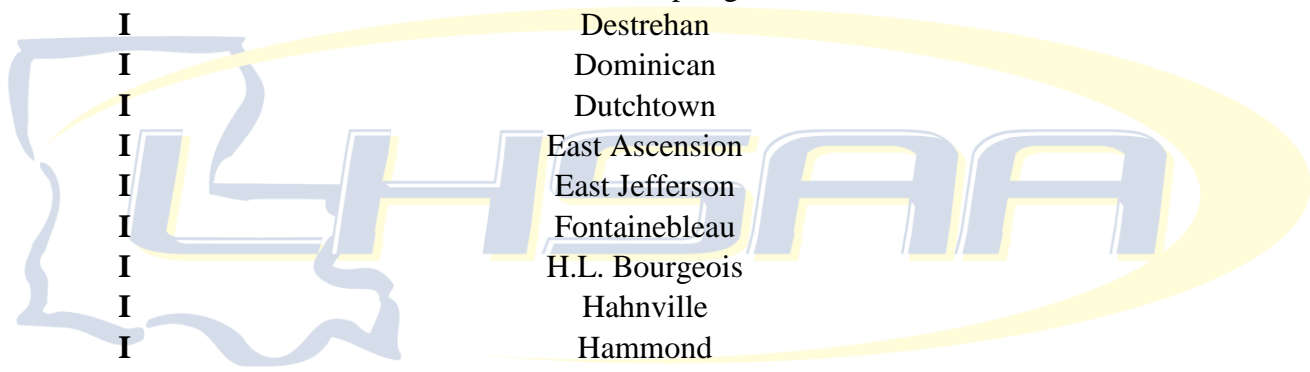 I Destrehan
I Dominican
I Dutchtown
I East Ascension
I East Jefferson
I Fontainebleau
I H.L. Bourgeois
I Hahnville
I Hammond
LHSAA